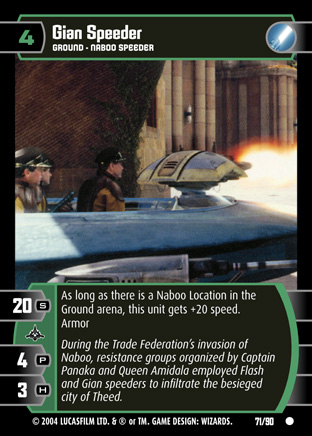 4
Gian Speeder
GROUND • NABOO SPEEDER
20 S
As long as there is a Naboo Location in the
Ground arena, this unit gets +20 speed.
Armor
4 P
3 H
During the Trade Federation's invasion of
Naboo, resistance groups organized by Captain
Panaka and Queen Amidala employed Flash
and Gian speeders to infiltrate the besieged
city of Theed.
© 2004 LUCASFILM LTD. & ® or TM. GAME DESIGN: WIZARDS. 71/90